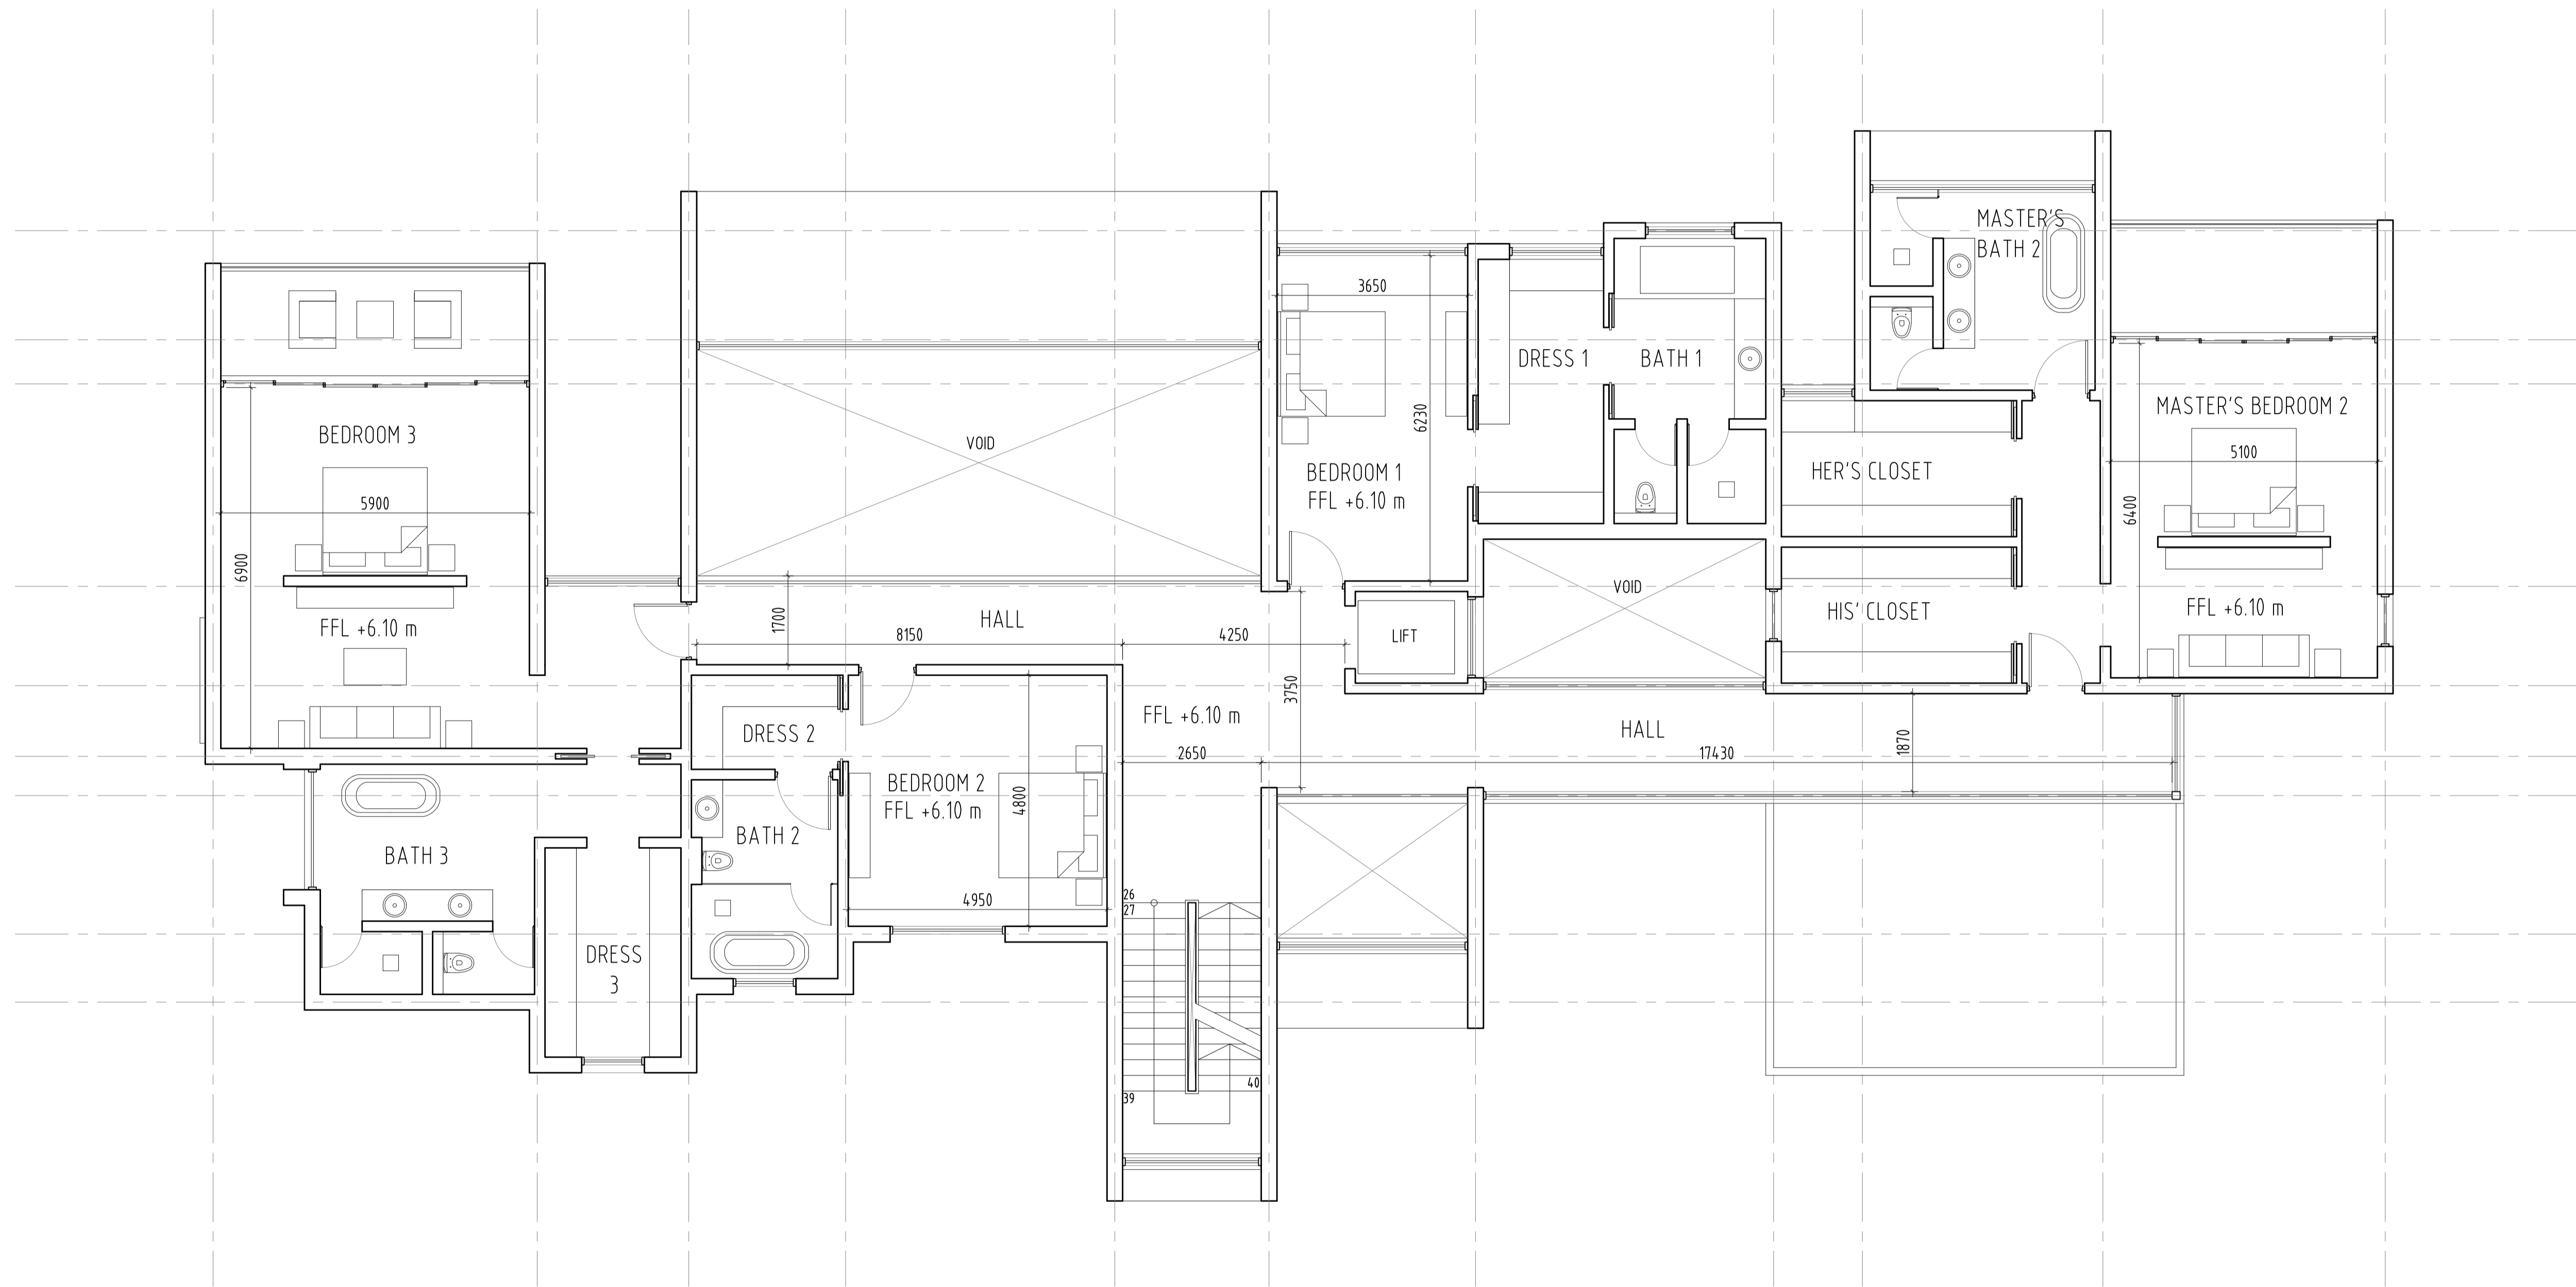 MASTER'S
BATH 2
3650
DRESS 1
BATH 1
6230
MASTER'S BEDROOM 2
BEDROOM 3
VOID
5100
BEDROOM 1
FFL +6.10 m
HER'S CLOSET
5900
6400
6900
VOID
HIS' CLOSET
FFL +6.10 m
1700
HALL
FFL +6.10 m
8150
4250
LIFT
3750
FFL +6.10 m
DRESS 2
HALL
1870
2650
17430
BEDROOM 2
FFL +6.10 m
4800
BATH 2
BATH 3
4950
26
27
DRESS
3
40
39